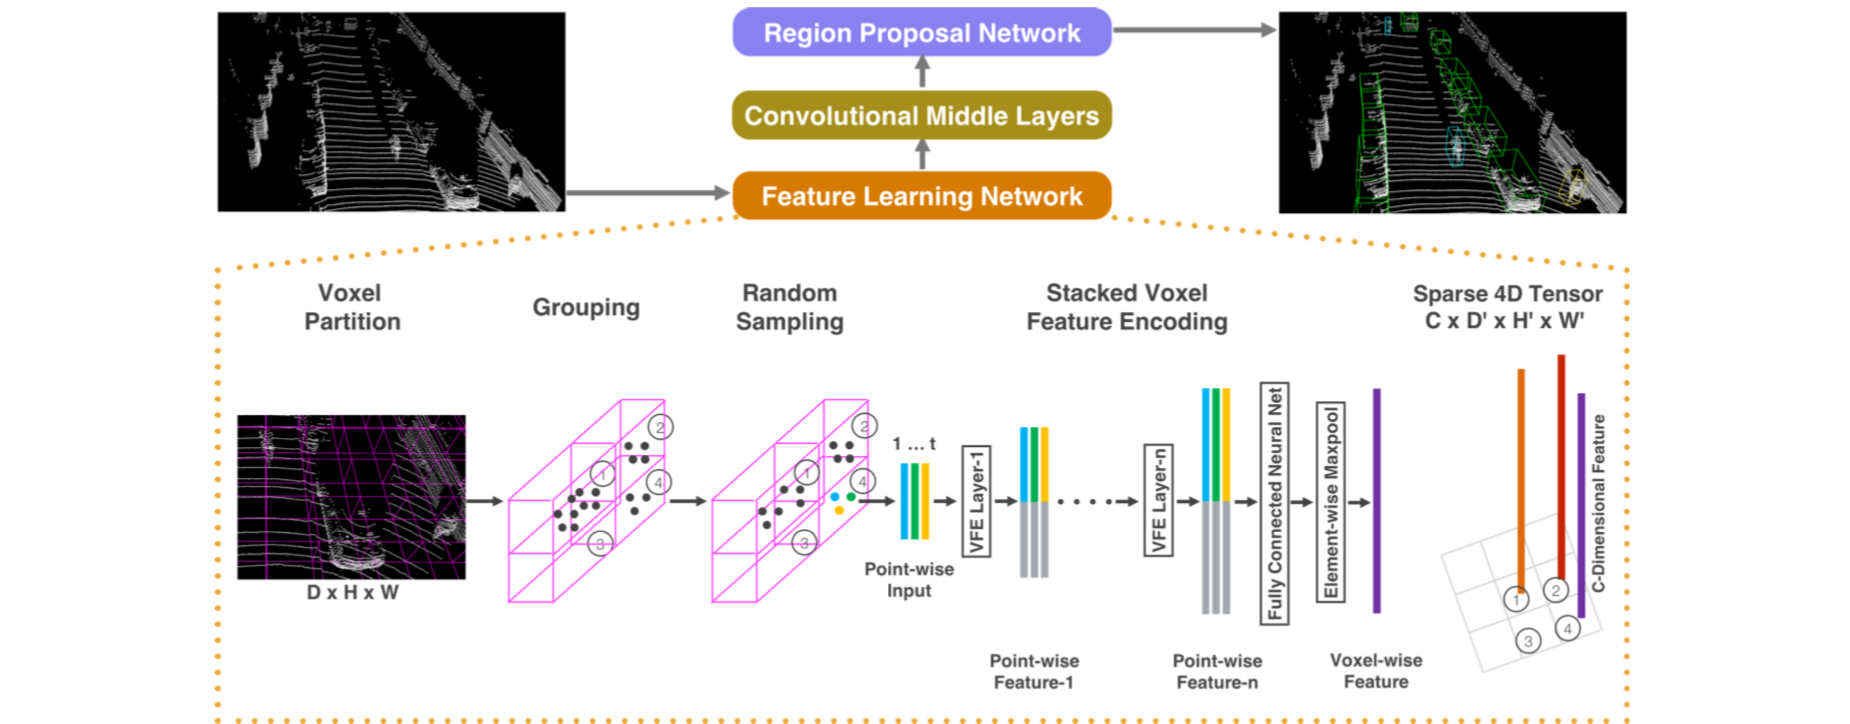 Region Proposal Network
Convolutional Middle Layers
Feature Learning Network
Voxel
Partition
Grouping
Random
Sampling
Stacked Voxel
Feature Encoding
Sparse 4D Tensor
C x D' x H' x W'
D x H x W
1
2
3
4
1
2
3
4
1 ... t
Point-wise
Input
VFE Layer-1
Point-wise
Feature-1
VFE Layer-n
Point-wise
Feature-n
Fully Connected Neural Net
Element-wise Maxpool
Voxel-wise
Feature
C-Dimensional Feature
1
2
3
4